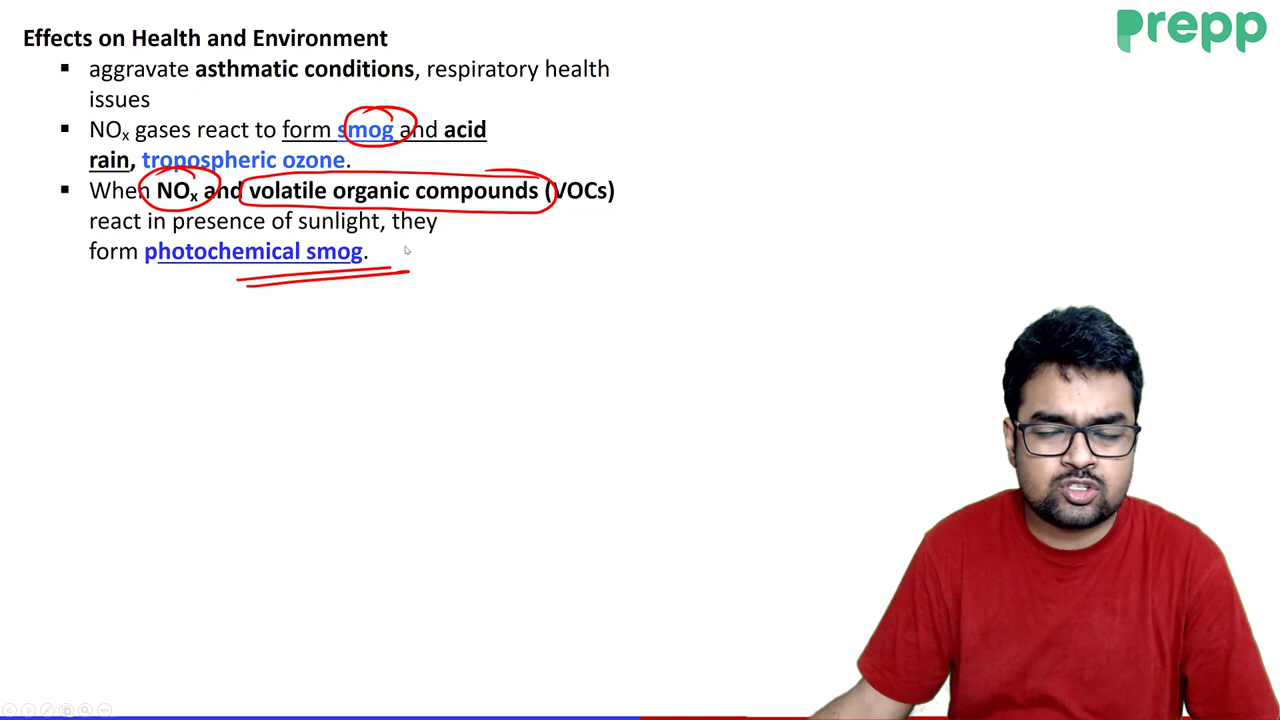 prepp
Effects on Health and Environment
▪ aggravate asthmatic conditions, respiratory health
issues
▪ NOₓ gases react to form smog and acid
rain, tropospheric ozone.
▪ When NOₓ and volatile organic compounds (VOCs)
react in presence of sunlight, they
form photochemical smog.